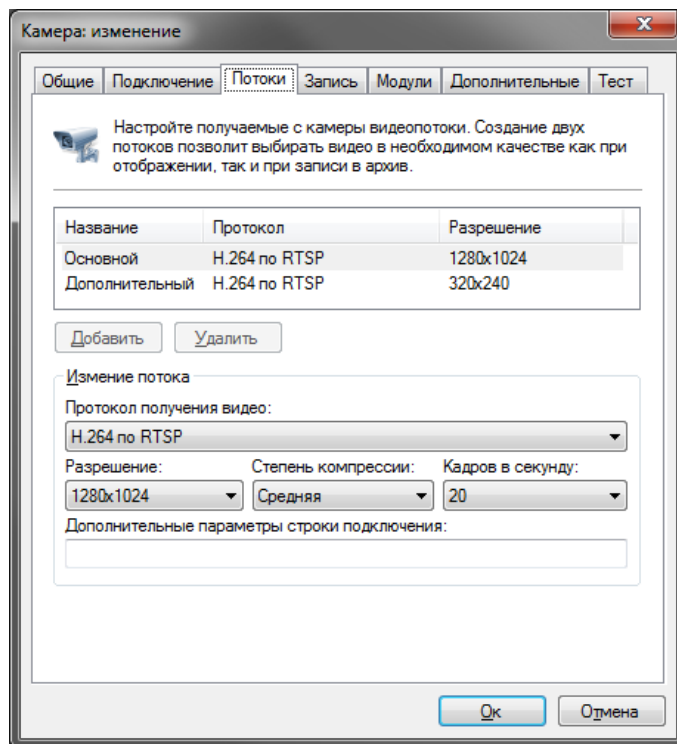 Камера: изменение
Общие Подключение Потоки Запись Модули Дополнительные Тест
Настройте получаемые с камеры видеопотоки. Создание двух
потоков позволит выбирать видео в необходимом качестве как при
отображении, так и при записи в архив.
Название Протокол Разрешение
Основной H.264 по RTSP 1280x1024
Дополнительный H.264 по RTSP 320x240
Добавить Удалить
Измение потока
Протокол получения видео:
H.264 по RTSP
Разрешение: Степень компрессии: Кадров в секунду:
1280x1024 Средняя 20
Дополнительные параметры строки подключения:
Ок Отмена